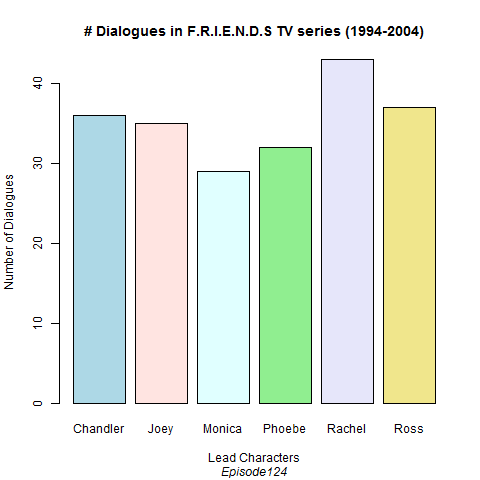 # Dialogues in F.R.I.E.N.D.S TV series (1994-2004)
Number of Dialogues
40
30
20
10
0
Chandler Joey Monica Phoebe Rachel Ross
Lead Characters
Episode124